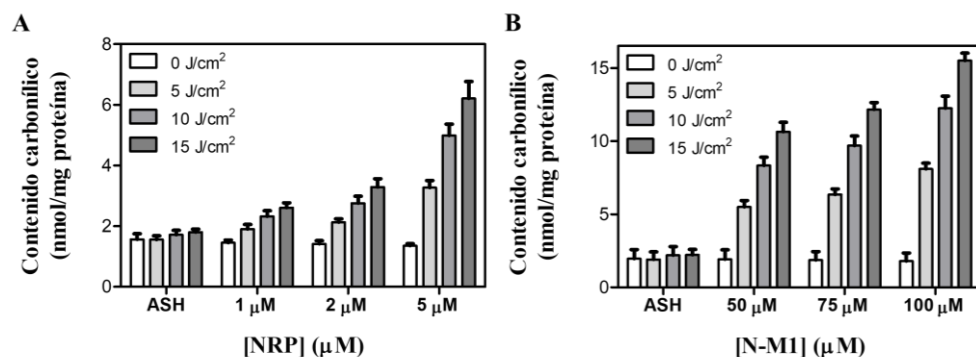 A
Contenido carbonílico
(nmol/mg proteína)
8
6
4
2
0
0 J/cm²
5 J/cm²
10 J/cm²
15 J/cm²
ASH 1 μM 2 μM 5 μM
[NRP] (μM)
B
Contenido carbonílico
(nmol/mg proteína)
15
10
5
0
0 J/cm²
5 J/cm²
10 J/cm²
15 J/cm²
ASH 50 μM 75 μM 100 μM
[N-M1] (μM)